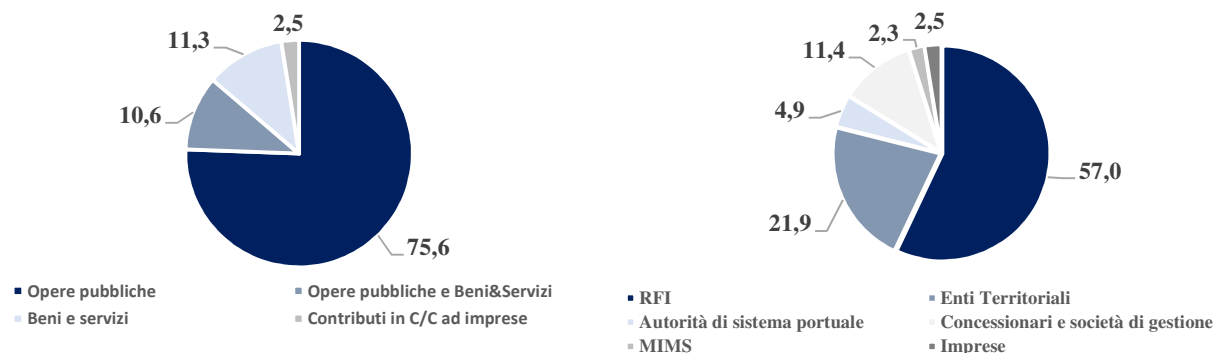 2,5
11,3
10,6
75,6
Opere pubbliche
Opere pubbliche e Beni&Servizi
Beni e servizi
Contributi in C/C ad imprese
2,5
2,3
11,4
4,9
57,0
21,9
RFI
Enti Territoriali
Autorità di sistema portuale
Concessionari e società di gestione
MIMS
Imprese